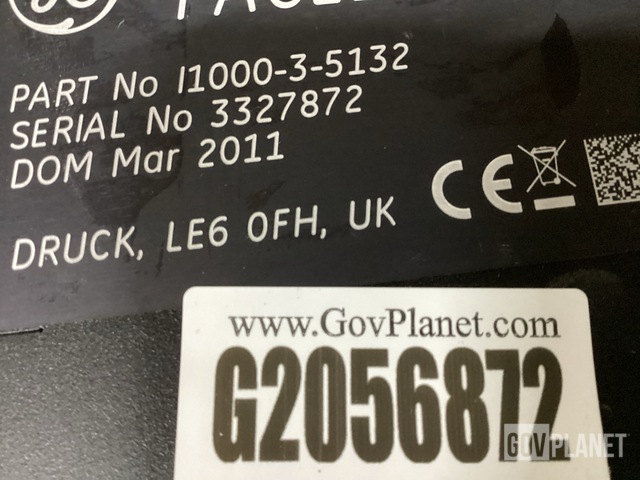 PART No I1000-3-5132
SERIAL No 3327872
DOM Mar 2011
CE
DRUCK, LE6 0FH, UK
www.GovPlanet.com
G2056872
GOVPLANET